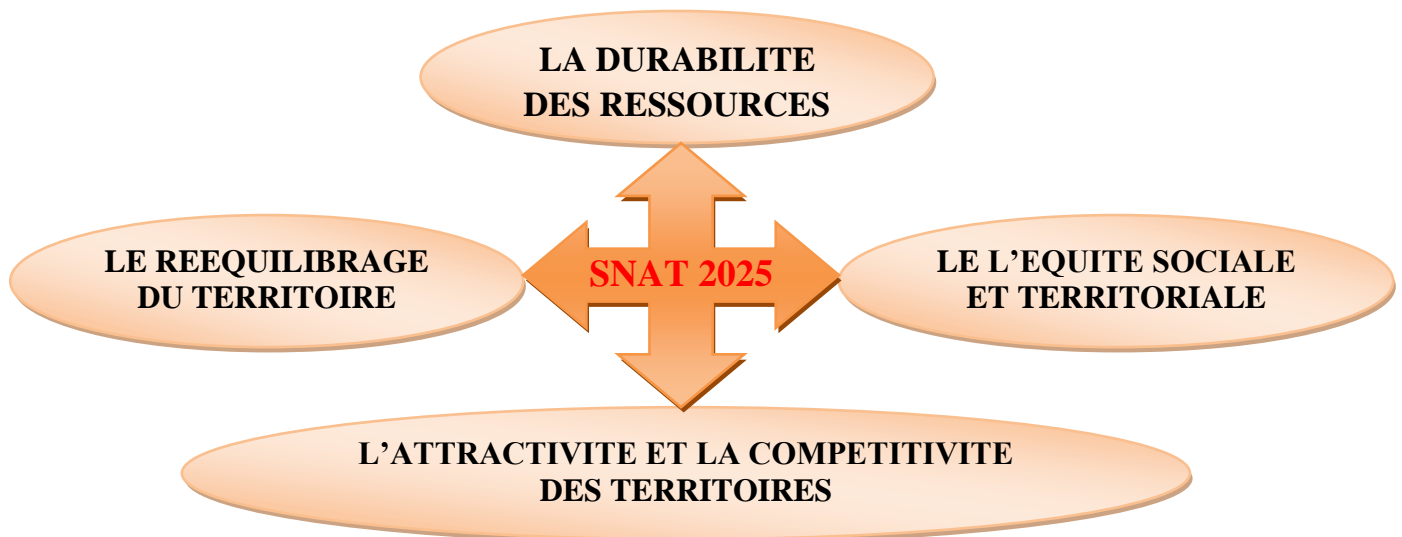 LA DURABILITE
DES RESSOURCES
LE REEQUILIBRAGE
DU TERRITOIRE
SNAT 2025
LE L’EQUITE SOCIALE
ET TERRITORIALE
L’ATTRACTIVITE ET LA COMPETITIVITE
DES TERRITOIRES